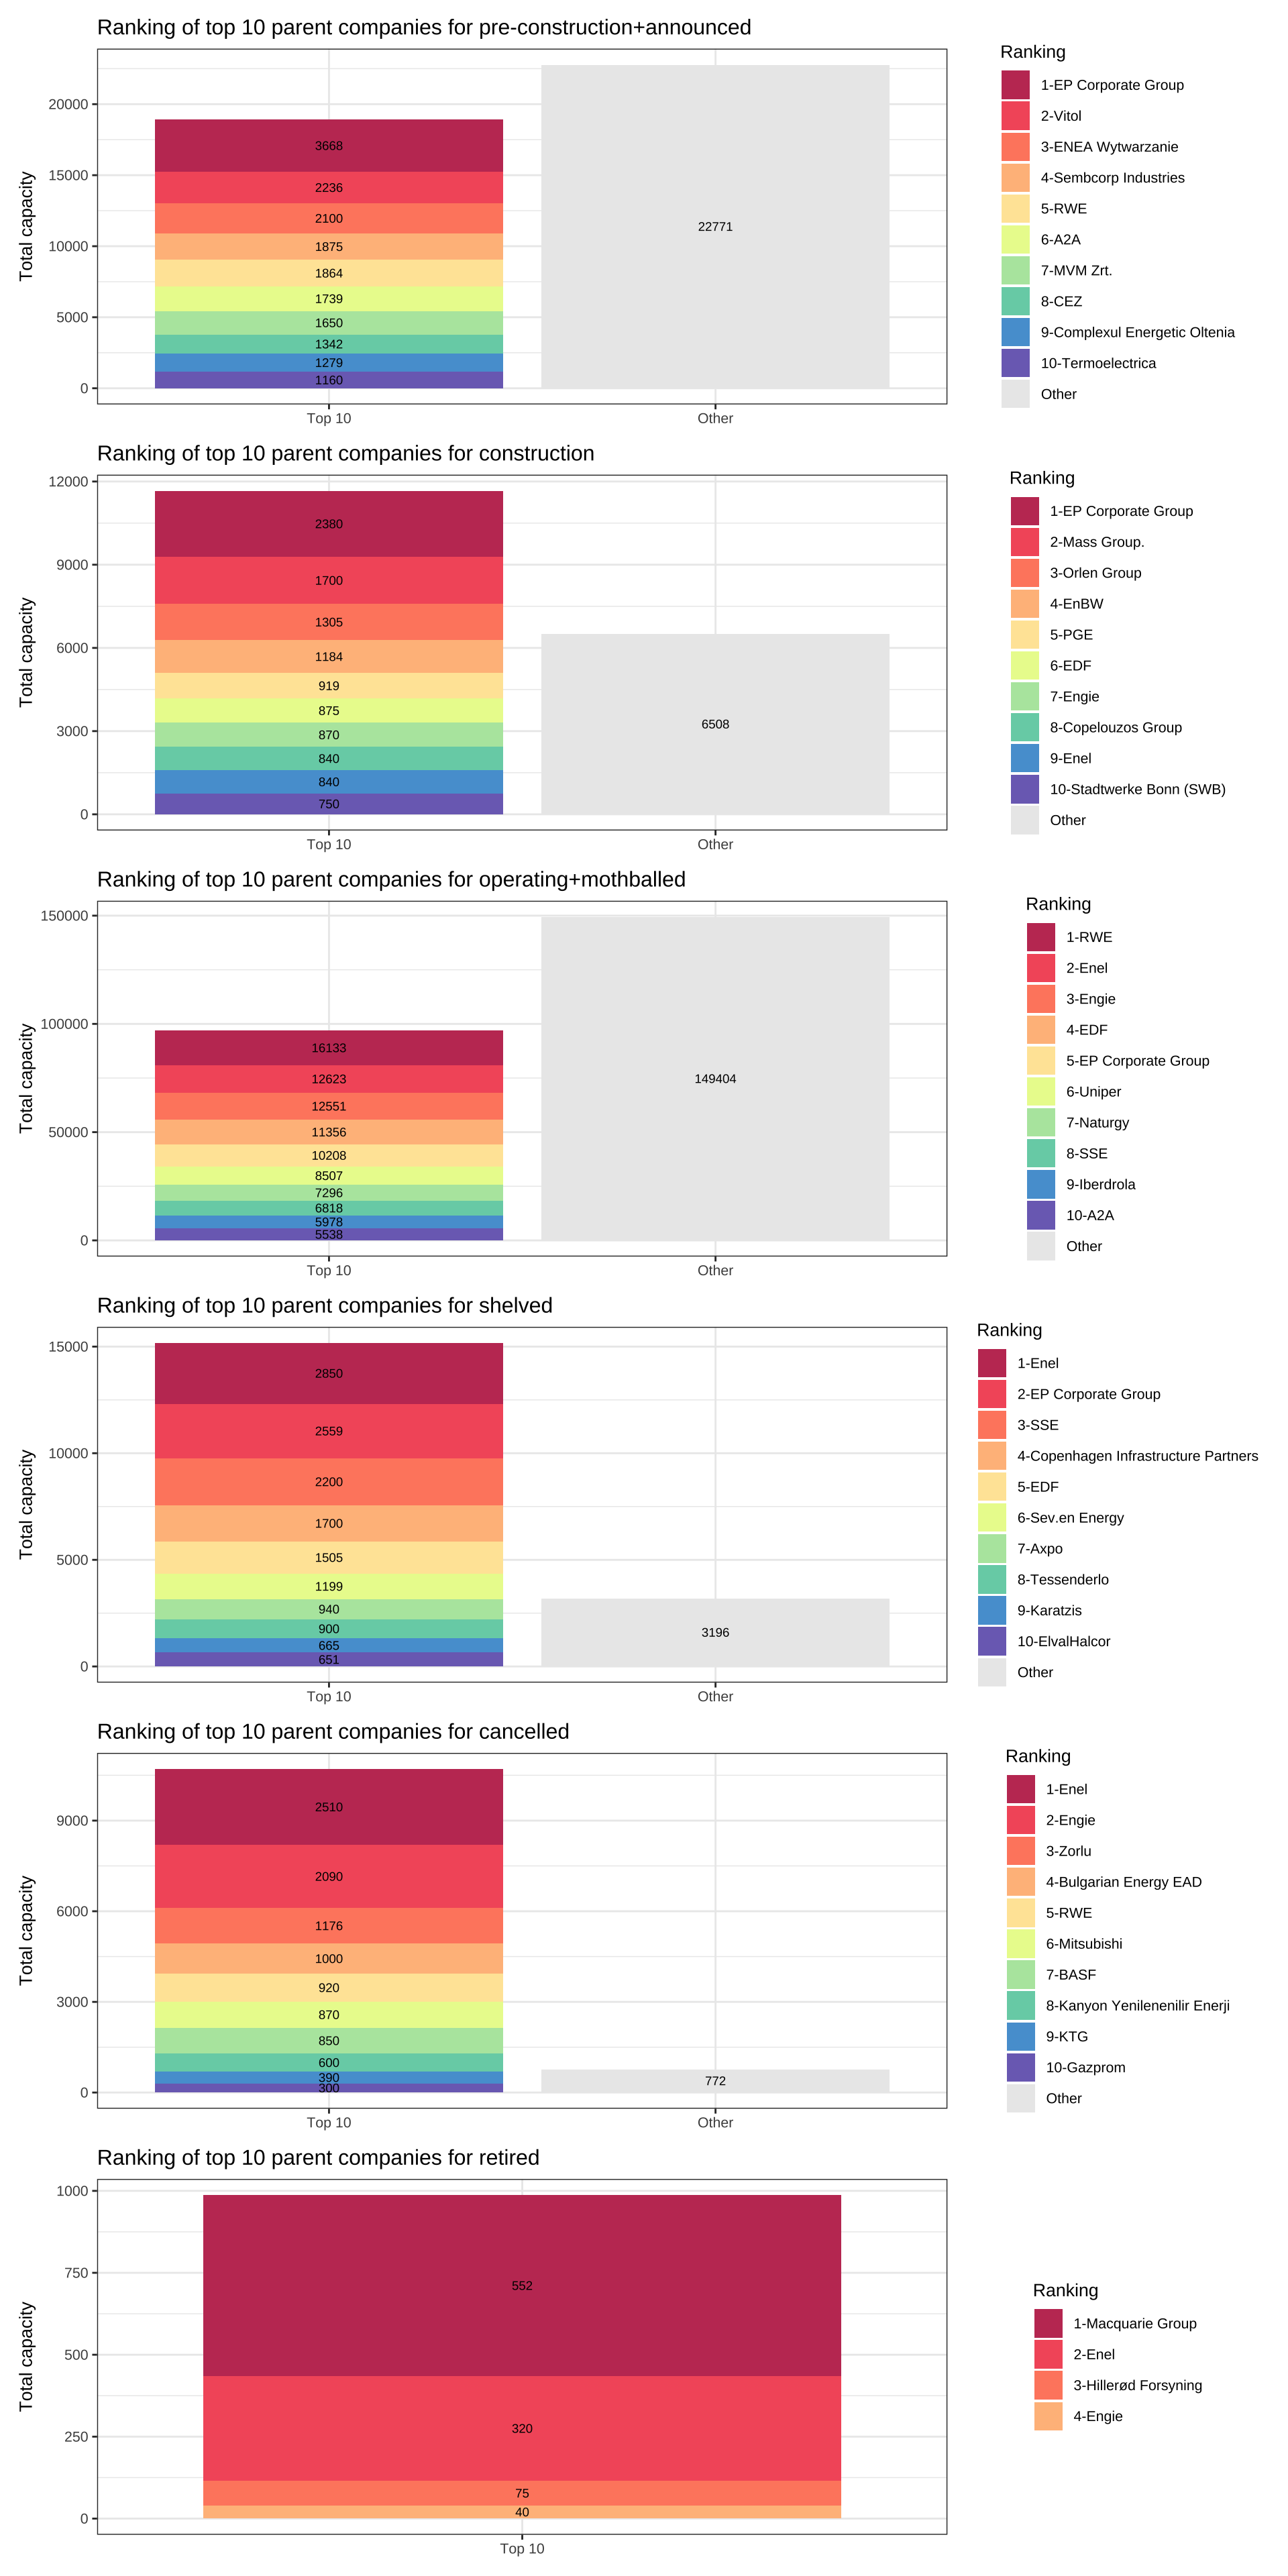 Ranking of top 10 parent companies for pre-construction+announced
Total capacity
20000
15000
10000
5000
0
3668
2236
2100
1875
1864
1739
1650
1342
1279
1160
22771
Top 10
Other
Ranking
1-EP Corporate Group
2-Vitol
3-ENEA Wytwarzanie
4-Sembcorp Industries
5-RWE
6-A2A
7-MVM Zrt.
8-CEZ
9-Complexul Energetic Oltenia
10-Termoelectrica
Other
Ranking of top 10 parent companies for construction
Total capacity
12000
9000
6000
3000
0
2380
1700
1305
1184
919
875
870
840
840
750
6508
Top 10
Other
Ranking
1-EP Corporate Group
2-Mass Group.
3-Orlen Group
4-EnBW
5-PGE
6-EDF
7-Engie
8-Copelouzos Group
9-Enel
10-Stadtwerke Bonn (SWB)
Other
Ranking of top 10 parent companies for operating+mothballed
Total capacity
150000
100000
50000
0
16133
12623
12551
11356
10208
8507
7296
6818
5978
5538
149404
Top 10
Other
Ranking
1-RWE
2-Enel
3-Engie
4-EDF
5-EP Corporate Group
6-Uniper
7-Naturgy
8-SSE
9-Iberdrola
10-A2A
Other
Ranking of top 10 parent companies for shelved
Total capacity
15000
10000
5000
0
2850
2559
2200
1700
1505
1199
940
900
665
651
3196
Top 10
Other
Ranking
1-Enel
2-EP Corporate Group
3-SSE
4-Copenhagen Infrastructure Partners
5-EDF
6-Sev.en Energy
7-Axpo
8-Tessenderlo
9-Karatzis
10-ElvalHalcor
Other
Ranking of top 10 parent companies for cancelled
Total capacity
9000
6000
3000
0
2510
2090
1176
1000
920
870
850
600
390
300
772
Top 10
Other
Ranking
1-Enel
2-Engie
3-Zorlu
4-Bulgarian Energy EAD
5-RWE
6-Mitsubishi
7-BASF
8-Kanyon Yenilenenilir Enerji
9-KTG
10-Gazprom
Other
Ranking of top 10 parent companies for retired
Total capacity
1000
750
500
250
0
552
320
75
40
Top 10
Ranking
1-Macquarie Group
2-Enel
3-Hillerød Forsyning
4-Engie